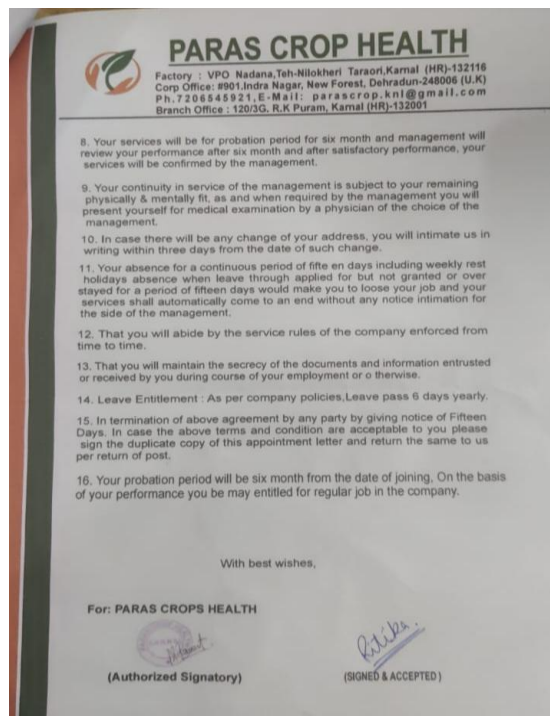 PARAS CROP HEALTH
Factory : VPO Nadana,Teh-Nilokheri Taraori,Karnal (HR)-132116
Corp Office: #901,Indra Nagar, New Forest, Dehradun-248006 (U.K)
Ph.7206545921,E-Mail: parascrop.knl@gmail.com
Branch Office : 120/3G. R.K Puram, Karnal (HR)-132001
8. Your services will be for probation period for six month and management will
review your performance after six month and after satisfactory performance, your
services will be confirmed by the management.
9. Your continuity in service of the management is subject to your remaining
physically & mentally fit, as and when required by the management you will
present yourself for medical examination by a physician of the choice of the
management.
10. In case there will be any change of your address, you will intimate us in
writing within three days from the date of such change.
11. Your absence for a continuous period of fifte en days including weekly rest
holidays absence when leave through applied for but not granted or over
stayed for a period of fifteen days would make you to loose your job and your
services shall automatically come to an end without any notice intimation for
the side of the management.
12. That you will abide by the service rules of the company enforced from
time to time.
13. That you will maintain the secrecy of the documents and information entrusted
or received by you during course of your employment or o therwise.
14. Leave Entitlement : As per company policies,Leave pass 6 days yearly.
15. In termination of above agreement by any party by giving notice of Fifteen
Days. In case the above terms and condition are acceptable to you please
sign the duplicate copy of this appointment letter and return the same to us
per return of post.
16. Your probation period will be six month from the date of joining. On the basis
of your performance you be may entitled for regular job in the company.
With best wishes,
For: PARAS CROPS HEALTH
Ritika.
(Authorized Signatory) (SIGNED & ACCEPTED )